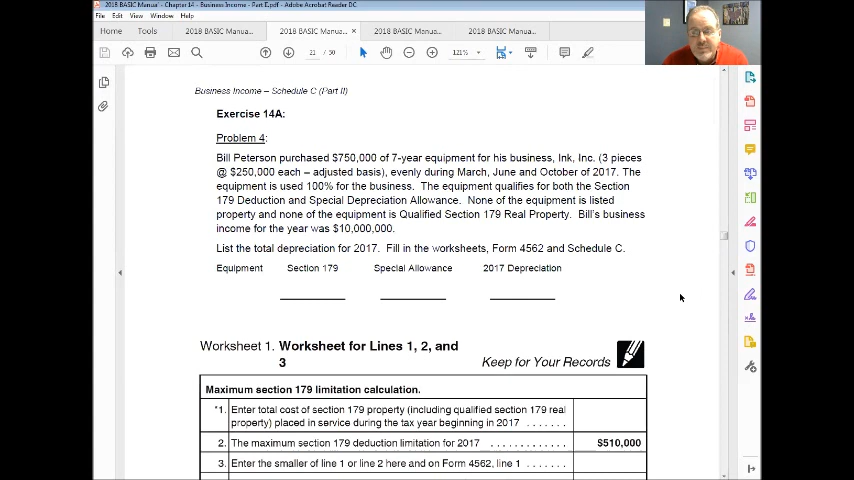 2018 BASIC Manual - Chapter 14 - Business Income - Part E.pdf - Adobe Acrobat Reader DC
File Edit View Window Help
Home Tools 2018 BASIC Manu... 2018 BASIC Manu... × 2018 BASIC Manu... 2018 BASIC Manu...
21 / 50 121%
Business Income – Schedule C (Part II)
Exercise 14A:
Problem 4:
Bill Peterson purchased $750,000 of 7-year equipment for his business, Ink, Inc. (3 pieces
@ $250,000 each – adjusted basis), evenly during March, June and October of 2017. The
equipment is used 100% for the business. The equipment qualifies for both the Section
179 Deduction and Special Depreciation Allowance. None of the equipment is listed
property and none of the equipment is Qualified Section 179 Real Property. Bill's business
income for the year was $10,000,000.
List the total depreciation for 2017. Fill in the worksheets, Form 4562 and Schedule C.
Equipment Section 179 Special Allowance 2017 Depreciation
Worksheet 1. Worksheet for Lines 1, 2, and
3
Keep for Your Records
Maximum section 179 limitation calculation.
*1. Enter total cost of section 179 property (including qualified section 179 real
property) placed in service during the tax year beginning in 2017 . . . . . . .
2. The maximum section 179 deduction limitation for 2017 . . . . . . . . . . . . . $510,000
3. Enter the smaller of line 1 or line 2 here and on Form 4562, line 1 . . . . . . .